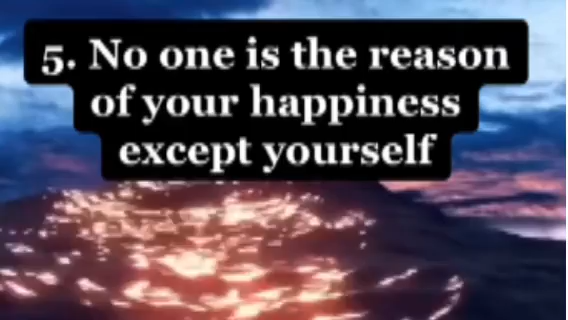 5. No one is the reason
of your happiness
except yourself